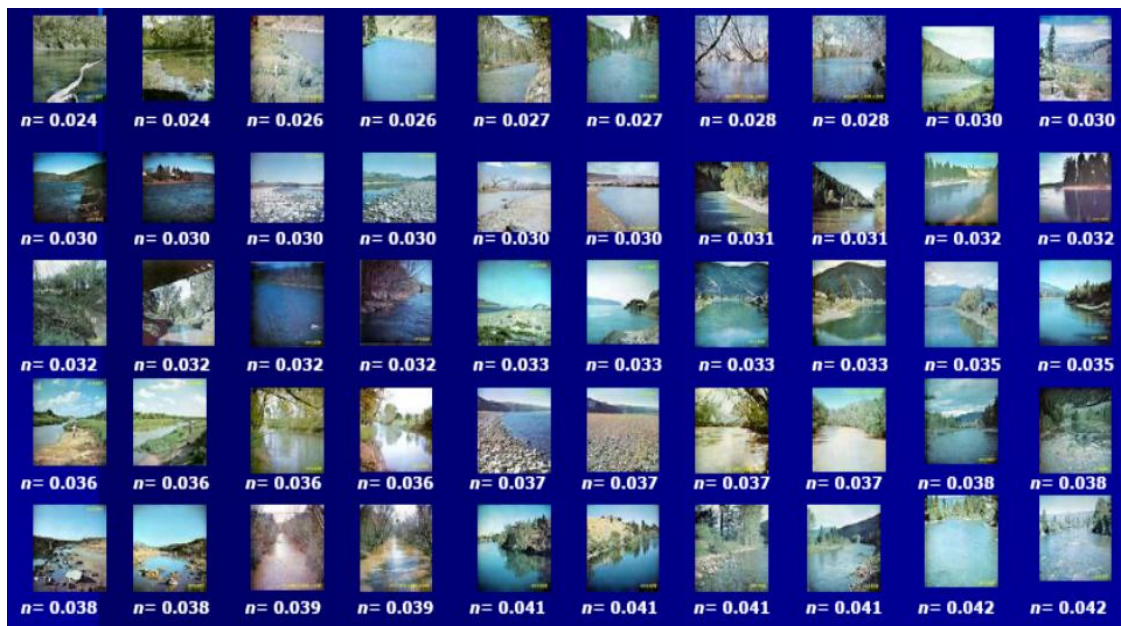 n= 0.024 n= 0.024 n= 0.026 n= 0.026 n= 0.027 n= 0.027 n= 0.028 n= 0.028 n= 0.030 n= 0.030
n= 0.030 n= 0.030 n= 0.030 n= 0.030 n= 0.030 n= 0.030 n= 0.031 n= 0.031 n= 0.032 n= 0.032
n= 0.032 n= 0.032 n= 0.032 n= 0.032 n= 0.033 n= 0.033 n= 0.033 n= 0.033 n= 0.035 n= 0.035
n= 0.036 n= 0.036 n= 0.036 n= 0.036 n= 0.037 n= 0.037 n= 0.037 n= 0.037 n= 0.038 n= 0.038
n= 0.038 n= 0.038 n= 0.039 n= 0.039 n= 0.041 n= 0.041 n= 0.041 n= 0.041 n= 0.042 n= 0.042